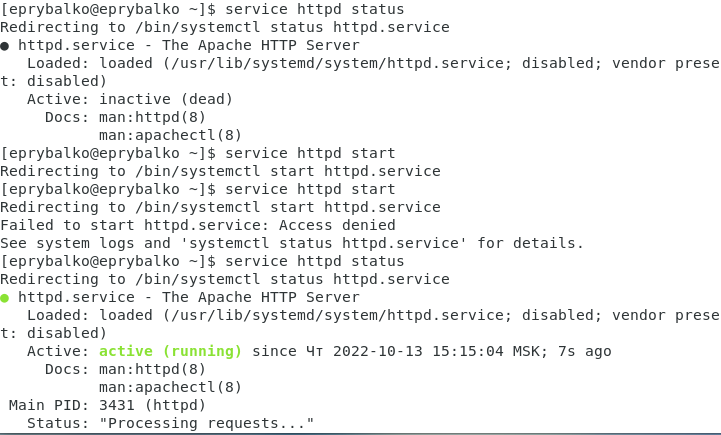 [eprybalko@eprybalko ~]$ service httpd status
Redirecting to /bin/systemctl status httpd.service
● httpd.service - The Apache HTTP Server
   Loaded: loaded (/usr/lib/systemd/system/httpd.service; disabled; vendor prese
t: disabled)
   Active: inactive (dead)
     Docs: man:httpd(8)
           man:apachectl(8)
[eprybalko@eprybalko ~]$ service httpd start
Redirecting to /bin/systemctl start httpd.service
[eprybalko@eprybalko ~]$ service httpd start
Redirecting to /bin/systemctl start httpd.service
Failed to start httpd.service: Access denied
See system logs and 'systemctl status httpd.service' for details.
[eprybalko@eprybalko ~]$ service httpd status
Redirecting to /bin/systemctl status httpd.service
● httpd.service - The Apache HTTP Server
   Loaded: loaded (/usr/lib/systemd/system/httpd.service; disabled; vendor prese
t: disabled)
   Active: active (running) since Чт 2022-10-13 15:15:04 MSK; 7s ago
     Docs: man:httpd(8)
           man:apachectl(8)
 Main PID: 3431 (httpd)
   Status: "Processing requests..."